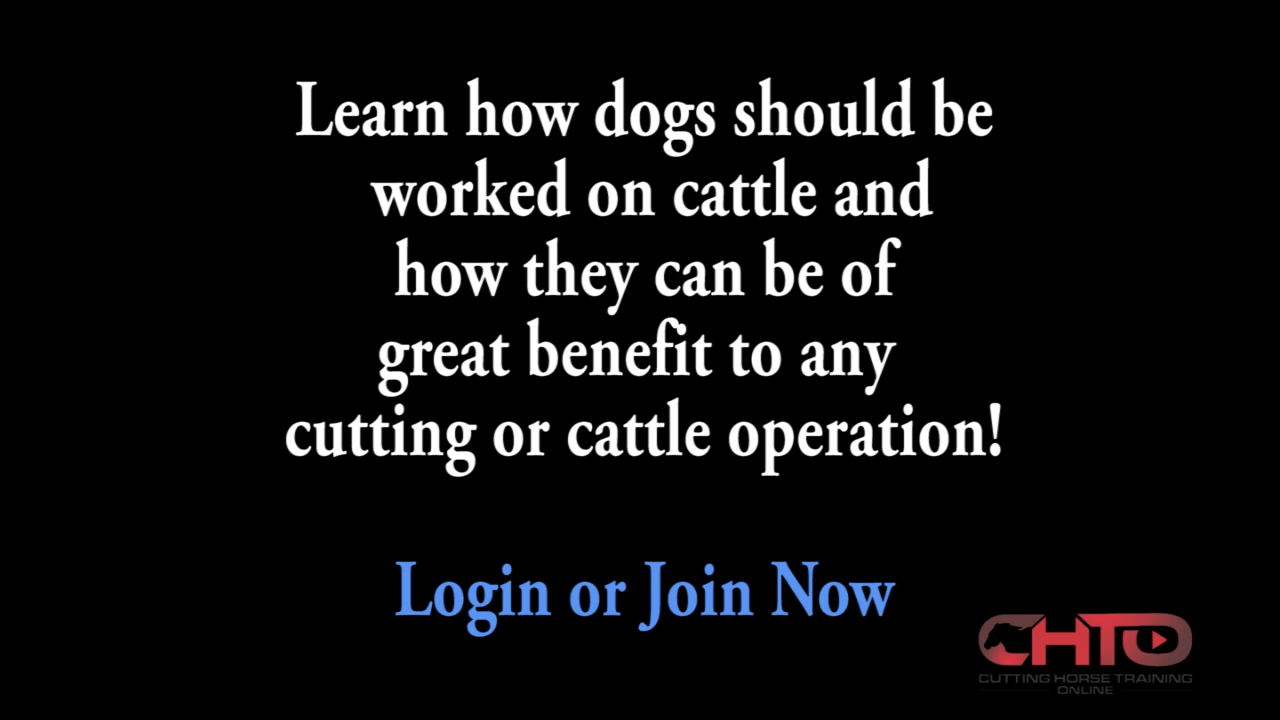 Learn how dogs should be
worked on cattle and
how they can be of
great benefit to any
cutting or cattle operation!
Login or Join Now
CHTO
CUTTING HORSE TRAINING
ONLINE